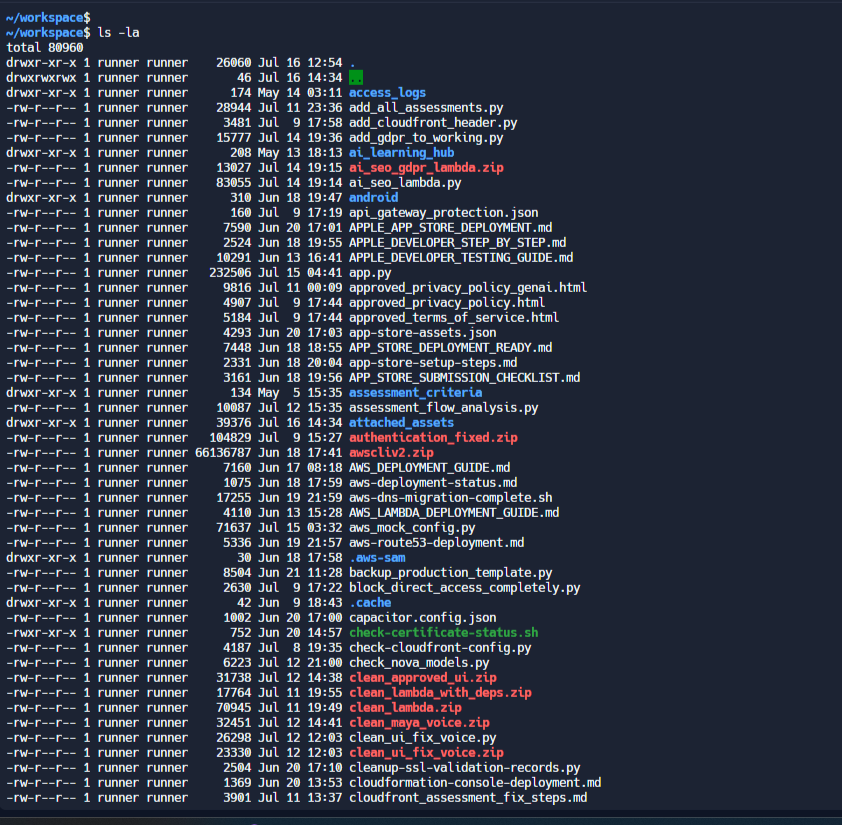 ~/workspace$
~/workspace$ ls -la
total 80960
drwxr-xr-x 1 runner runner    26060 Jul 16 12:54 .
drwxrwxrwx 1 runner runner       46 Jul 16 14:34 ..
drwxr-xr-x 1 runner runner      174 May 14 03:11 access_logs
-rw-r--r-- 1 runner runner    28944 Jul 11 23:36 add_all_assessments.py
-rw-r--r-- 1 runner runner     3481 Jul  9 17:58 add_cloudfront_header.py
-rw-r--r-- 1 runner runner    15777 Jul 14 19:36 add_gdpr_to_working.py
drwxr-xr-x 1 runner runner      208 May 13 18:13 ai_learning_hub
-rw-r--r-- 1 runner runner    13027 Jul 14 19:15 ai_seo_gdpr_lambda.zip
-rw-r--r-- 1 runner runner    83055 Jul 14 19:14 ai_seo_lambda.py
drwxr-xr-x 1 runner runner      310 Jun 18 19:47 android
-rw-r--r-- 1 runner runner      160 Jul  9 17:19 api_gateway_protection.json
-rw-r--r-- 1 runner runner     7590 Jun 20 17:01 APPLE_APP_STORE_DEPLOYMENT.md
-rw-r--r-- 1 runner runner     2524 Jun 18 19:55 APPLE_DEVELOPER_STEP_BY_STEP.md
-rw-r--r-- 1 runner runner    10291 Jun 13 16:41 APPLE_DEVELOPER_TESTING_GUIDE.md
-rw-r--r-- 1 runner runner   232506 Jul 15 04:41 app.py
-rw-r--r-- 1 runner runner     9816 Jul 11 00:09 approved_privacy_policy_genai.html
-rw-r--r-- 1 runner runner     4907 Jul  9 17:44 approved_privacy_policy.html
-rw-r--r-- 1 runner runner     5184 Jul  9 17:44 approved_terms_of_service.html
-rw-r--r-- 1 runner runner     4293 Jun 20 17:03 app-store-assets.json
-rw-r--r-- 1 runner runner     7448 Jun 18 18:55 APP_STORE_DEPLOYMENT_READY.md
-rw-r--r-- 1 runner runner     2331 Jun 18 20:04 app-store-setup-steps.md
-rw-r--r-- 1 runner runner     3161 Jun 18 19:56 APP_STORE_SUBMISSION_CHECKLIST.md
drwxr-xr-x 1 runner runner      134 May  5 15:35 assessment_criteria
-rw-r--r-- 1 runner runner    10087 Jul 12 15:35 assessment_flow_analysis.py
drwxr-xr-x 1 runner runner    39376 Jul 16 14:34 attached_assets
-rw-r--r-- 1 runner runner   104829 Jul  9 15:27 authentication_fixed.zip
-rw-r--r-- 1 runner runner 66136787 Jun 18 17:41 awscliv2.zip
-rw-r--r-- 1 runner runner     7160 Jun 17 08:18 AWS_DEPLOYMENT_GUIDE.md
-rw-r--r-- 1 runner runner     1075 Jun 18 17:59 aws-deployment-status.md
-rw-r--r-- 1 runner runner    17255 Jun 19 21:59 aws-dns-migration-complete.sh
-rw-r--r-- 1 runner runner     4110 Jun 13 15:28 AWS_LAMBDA_DEPLOYMENT_GUIDE.md
-rw-r--r-- 1 runner runner    71637 Jul 15 03:32 aws_mock_config.py
-rw-r--r-- 1 runner runner     5336 Jun 19 21:57 aws-route53-deployment.md
drwxr-xr-x 1 runner runner       30 Jun 18 17:58 .aws-sam
-rw-r--r-- 1 runner runner     8504 Jun 21 11:28 backup_production_template.py
-rw-r--r-- 1 runner runner     2630 Jul  9 17:22 block_direct_access_completely.py
drwxr-xr-x 1 runner runner       42 Jun  9 18:43 .cache
-rw-r--r-- 1 runner runner     1002 Jun 20 17:00 capacitor.config.json
-rwxr-xr-x 1 runner runner      752 Jun 20 14:57 check-certificate-status.sh
-rw-r--r-- 1 runner runner     4187 Jul  8 19:35 check-cloudfront-config.py
-rw-r--r-- 1 runner runner     6223 Jul 12 21:00 check_nova_models.py
-rw-r--r-- 1 runner runner    31738 Jul 12 14:38 clean_approved_ui.zip
-rw-r--r-- 1 runner runner    17764 Jul 11 19:55 clean_lambda_with_deps.zip
-rw-r--r-- 1 runner runner    70945 Jul 11 19:49 clean_lambda.zip
-rw-r--r-- 1 runner runner    32451 Jul 12 14:41 clean_maya_voice.zip
-rw-r--r-- 1 runner runner    26298 Jul 12 12:03 clean_ui_fix_voice.py
-rw-r--r-- 1 runner runner    23330 Jul 12 12:03 clean_ui_fix_voice.zip
-rw-r--r-- 1 runner runner     2504 Jun 20 17:10 cleanup-ssl-validation-records.py
-rw-r--r-- 1 runner runner     1369 Jun 20 13:53 cloudformation-console-deployment.md
-rw-r--r-- 1 runner runner     3901 Jul 11 13:37 cloudfront_assessment_fix_steps.md